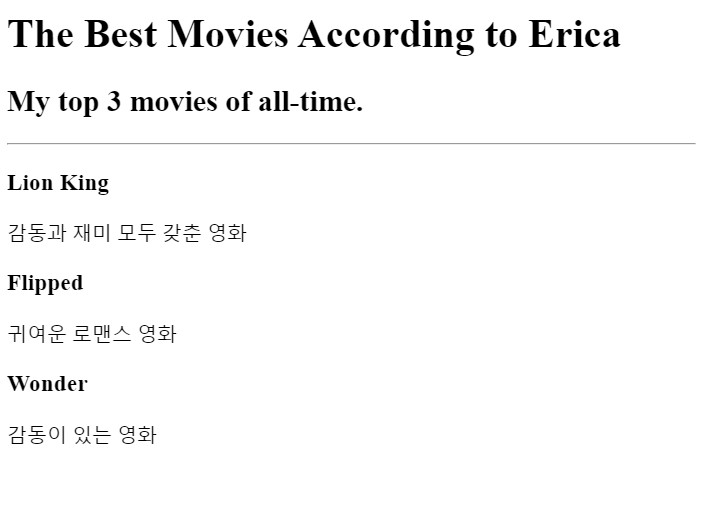 The Best Movies According to Erica
My top 3 movies of all-time.
Lion King
감동과 재미 모두 갖춘 영화
Flipped
귀여운 로맨스 영화
Wonder
감동이 있는 영화